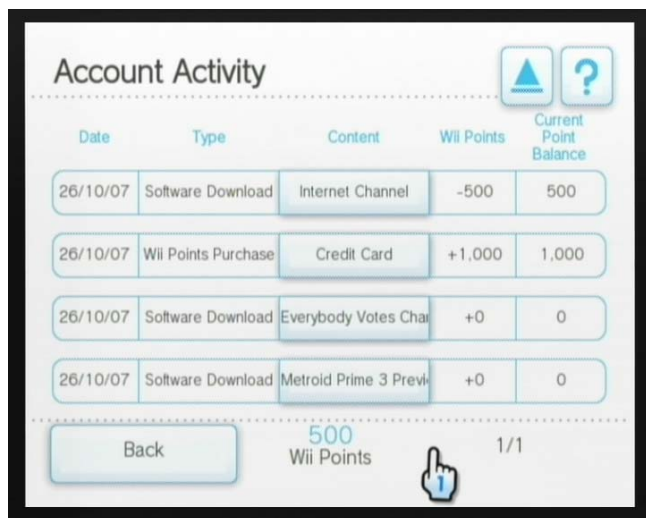 Account Activity
?
Date Type Content Wii Points Current Point Balance
26/10/07 Software Download Internet Channel -500 500
26/10/07 Wii Points Purchase Credit Card +1,000 1,000
26/10/07 Software Download Everybody Votes Cha +0 0
26/10/07 Software Download Metroid Prime 3 Previ +0 0
Back 500 Wii Points 1/1
1